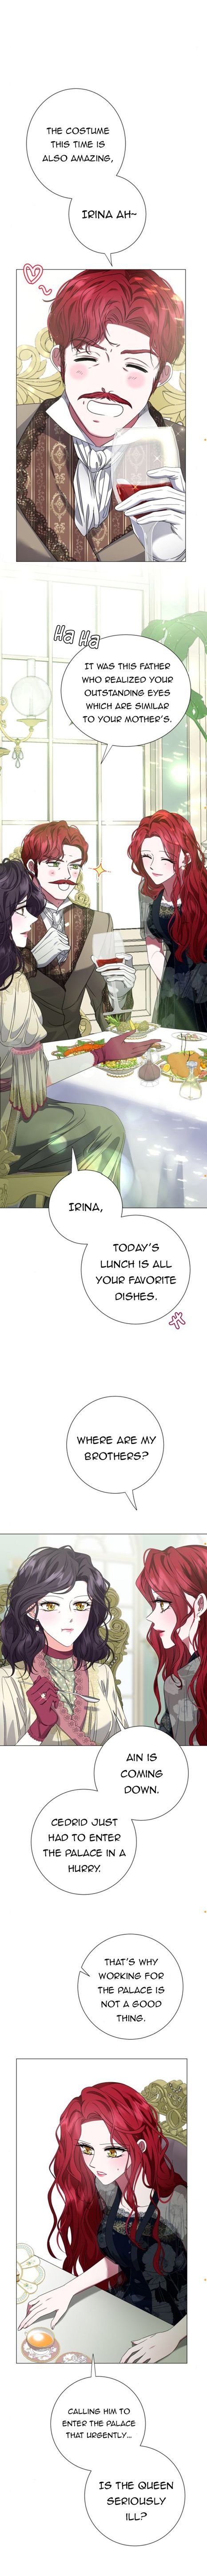 THE COSTUME
THIS TIME IS
ALSO AMAZING,
IRINA AH~
Ha Ha
IT WAS THIS FATHER
WHO REALIZED YOUR
OUTSTANDING EYES
WHICH ARE SIMILAR
TO YOUR MOTHER'S.
IRINA,
TODAY'S
LUNCH IS ALL
YOUR FAVORITE
DISHES.
WHERE ARE MY
BROTHERS?
AIN IS
COMING
DOWN.
CEDRID JUST
HAD TO ENTER
THE PALACE IN A
HURRY.
THAT'S WHY
WORKING FOR
THE PALACE IS
NOT A GOOD
THING.
CALLING HIM TO
ENTER THE PALACE
THAT URGENTLY...
IS THE QUEEN
SERIOUSLY
ILL?